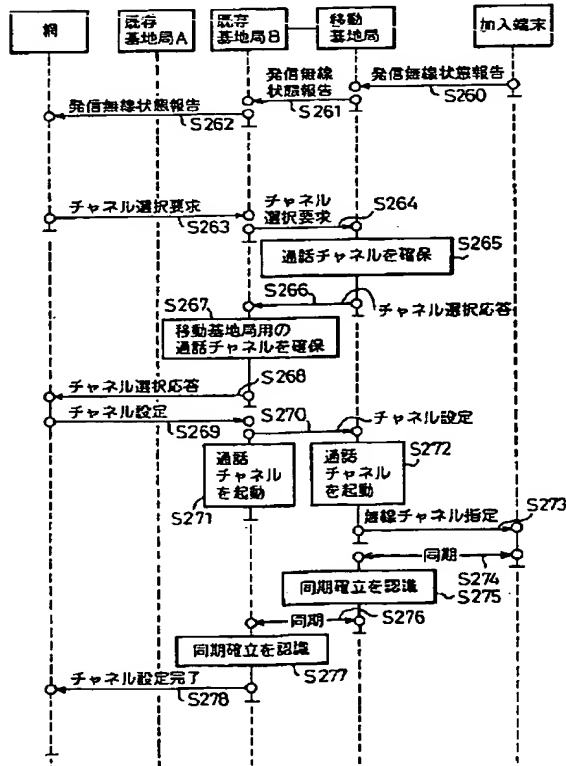 網
既存
基地局A
既存
基地局B
移動
基地局
加入端末
発信無線状態報告
S260
発信無線
状態報告
S261
発信無線状態報告
S262
チャネル選択要求
S263
チャネル
選択要求
S264
通話チャネルを確保
S265
S266
チャネル選択応答
S267
移動基地局用の
通話チャネルを確保
チャネル選択応答
S268
チャネル設定
S269
S270
チャネル設定
通話
チャネル
を起動
S271
通話
チャネル
を起動
S272
無線チャネル指定
S273
同期
S274
同期確立を認識
S275
同期
S276
同期確立を認識
S277
チャネル設定完了
S278